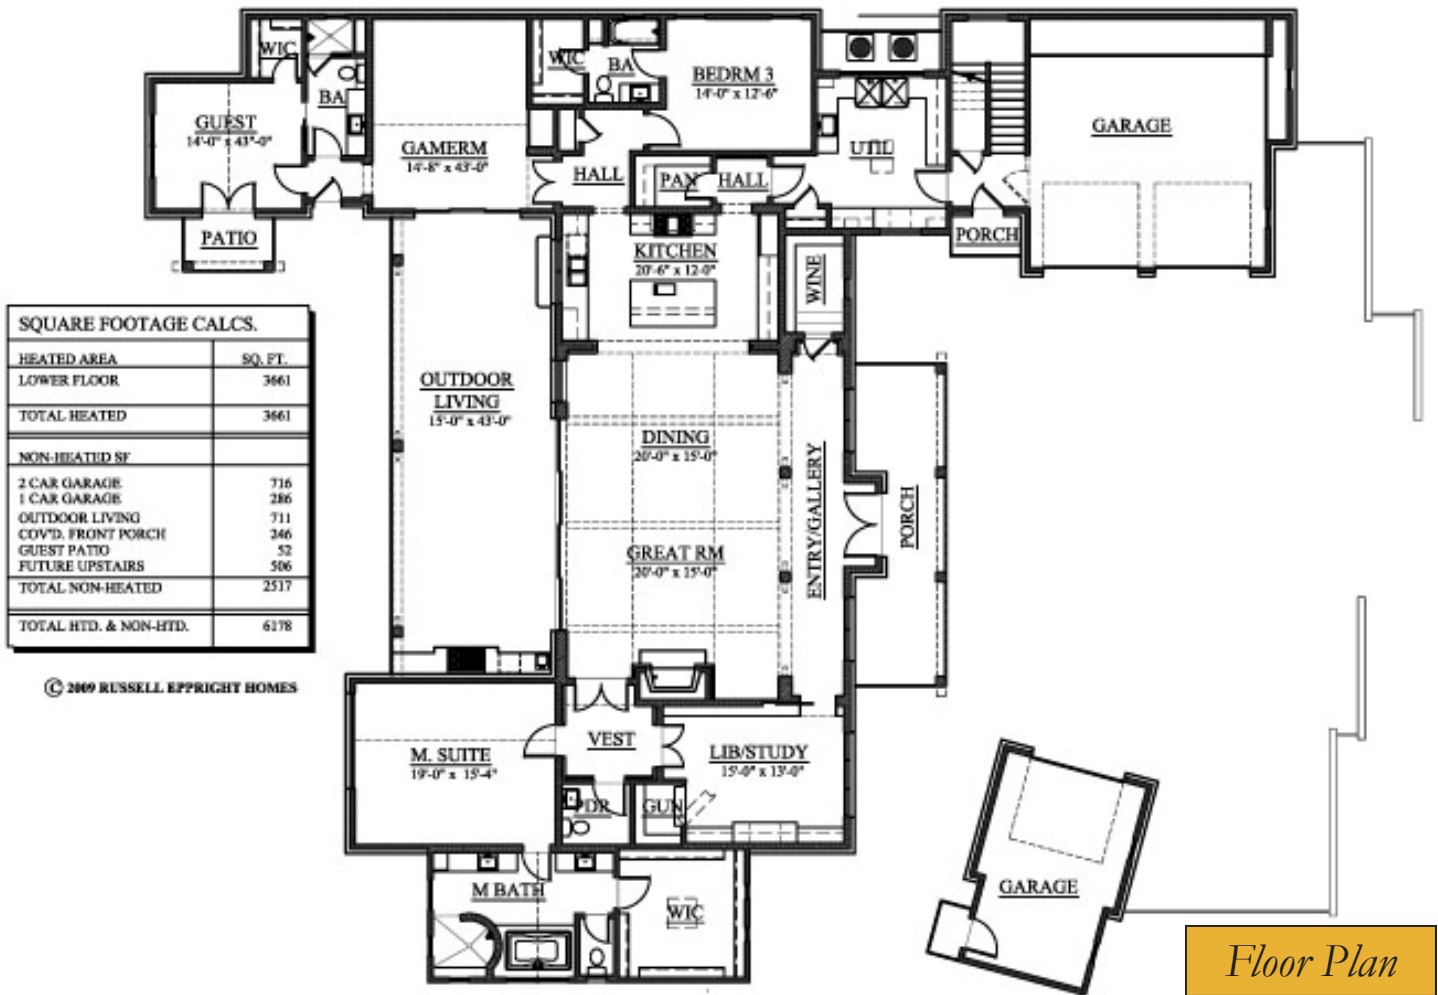 WIC
BA
GUEST
14'-0" x 43"-0"
PATIO
GAMERM
14'-8" x 43'-0"
WIC
BA
BEDRM 3
14'-0" x 12'-6"
HALL
PAN
HALL
UTIL
GARAGE
PORCH
KITCHEN
20'-6" x 12'-0"
WINE
OUTDOOR
LIVING
15'-0" x 43'-0"
DINING
20'-0" x 15'-0"
GREAT RM
20'-0" x 15'-0"
ENTRY/GALLERY
PORCH
SQUARE FOOTAGE CALCS.
HEATED AREA SQ. FT.
LOWER FLOOR 3661
TOTAL HEATED 3661
NON-HEATED SF
2 CAR GARAGE 716
1 CAR GARAGE 286
OUTDOOR LIVING 711
COV'D. FRONT PORCH 246
GUEST PATIO 52
FUTURE UPSTAIRS 506
TOTAL NON-HEATED 2517
TOTAL HTD. & NON-HTD. 6178
© 2009 RUSSELL EPPRIGHT HOMES
M. SUITE
19'-0" x 15'-4"
VEST
LIB/STUDY
15'-0" x 13'-0"
PDR
GUN
M BATH
WIC
GARAGE
Floor Plan